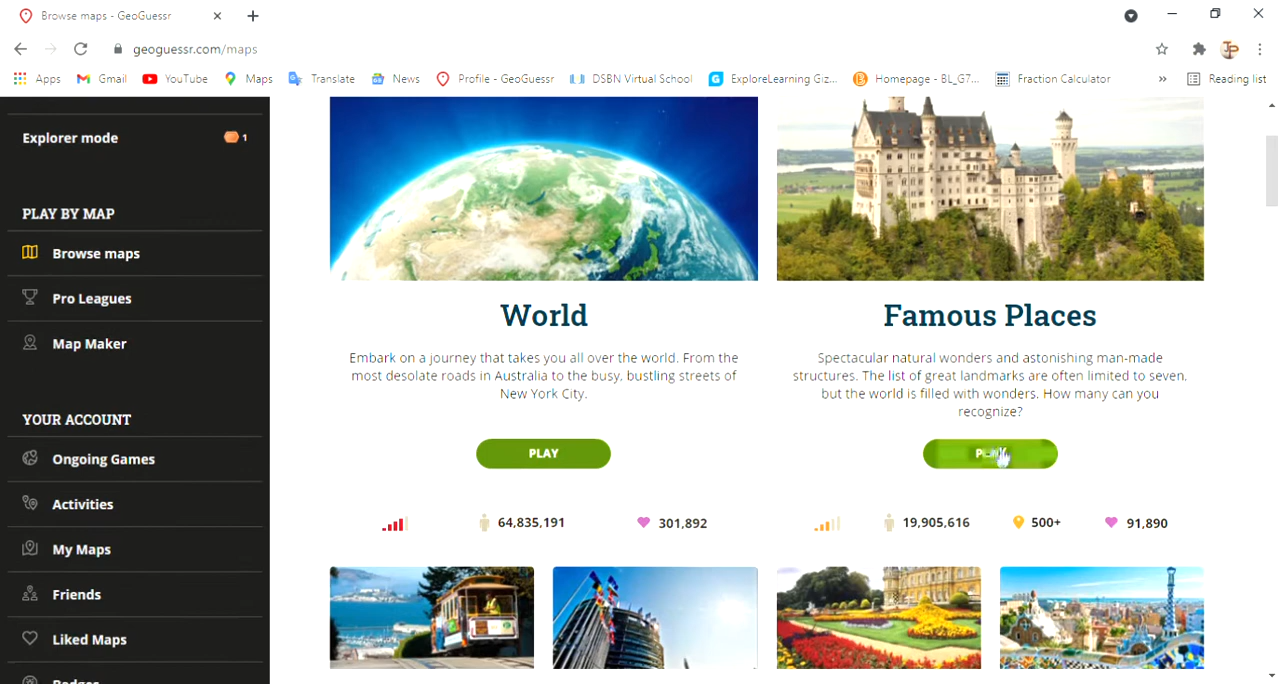 Browse maps - GeoGuessr
geoguessr.com/maps
Apps Gmail YouTube Maps Translate News Profile - GeoGuessr DSBN Virtual School ExploreLearning Giz... Homepage - BL_G7... Fraction Calculator » Reading list
Explorer mode 1
PLAY BY MAP
Browse maps
Pro Leagues
Map Maker
YOUR ACCOUNT
Ongoing Games
Activities
My Maps
Friends
Liked Maps
Badges
World
Embark on a journey that takes you all over the world. From the
most desolate roads in Australia to the busy, bustling streets of
New York City.
PLAY
64,835,191 301,892
Famous Places
Spectacular natural wonders and astonishing man-made
structures. The list of great landmarks are often limited to seven,
but the world is filled with wonders. How many can you
recognize?
PLAY
19,905,616 500+ 91,890